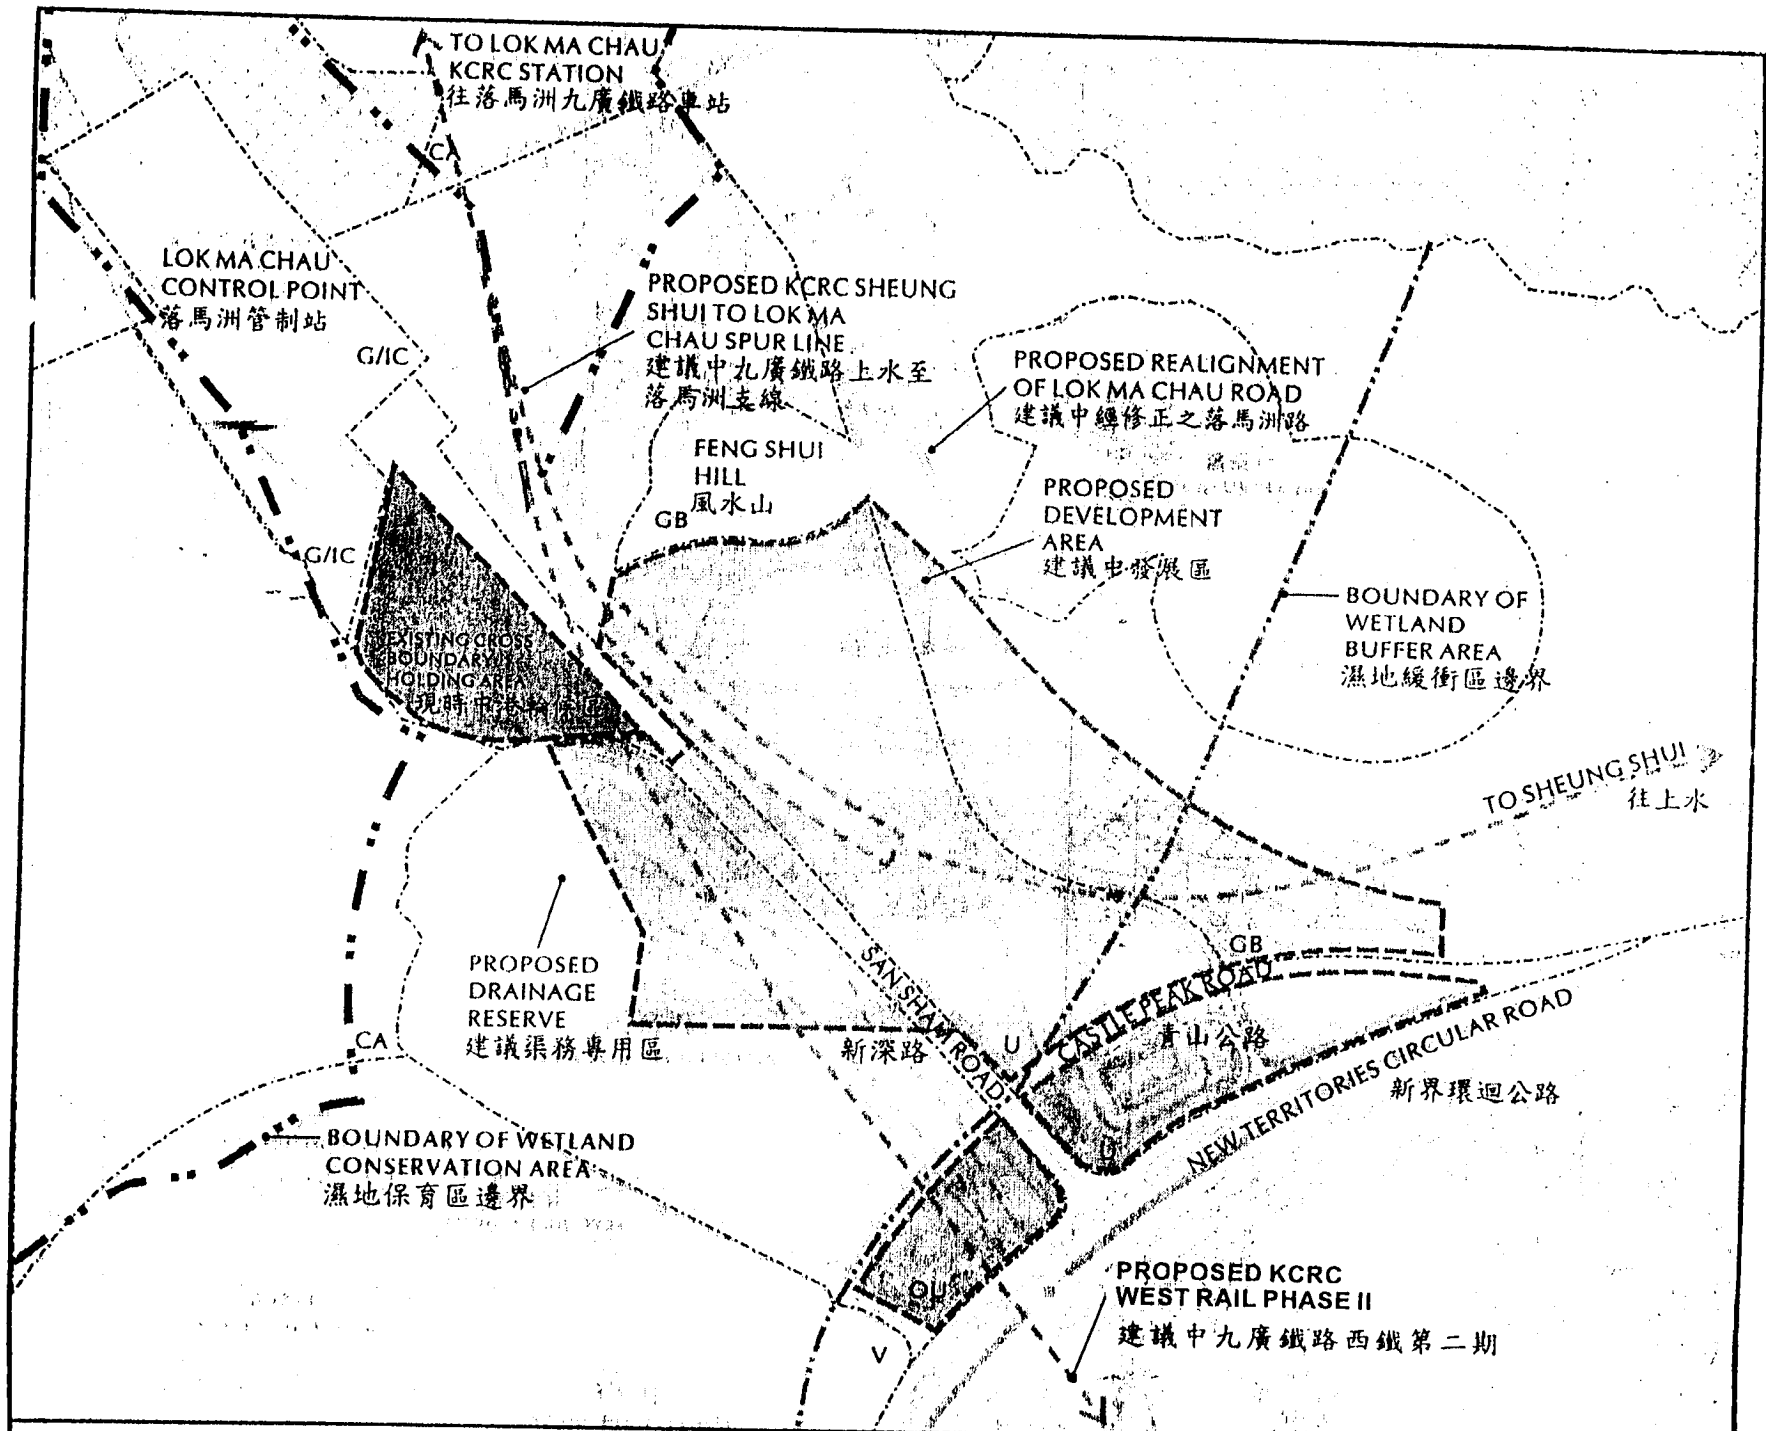 TO LOK MA CHAU
KCRC STATION
往落馬洲九廣鐵路車站
CA
LOK MA CHAU
CONTROL POINT
落馬洲管制站
G/IC
PROPOSED KCRC SHEUNG
SHUI TO LOK MA
CHAU SPUR LINE
建議中九廣鐵路上水至
落馬洲支線
PROPOSED REALIGNMENT
OF LOK MA CHAU ROAD
建議中經修正之落馬洲路
FENG SHUI
HILL
風水山
GB
PROPOSED
DEVELOPMENT
AREA
建議中發展區
G/IC
EXISTING CROSS
BOUNDARY
HOLDING AREA
現時中港輪候區
BOUNDARY OF
WETLAND
BUFFER AREA
濕地緩衝區邊界
TO SHEUNG SHUI
往上水
PROPOSED
DRAINAGE
RESERVE
建議渠務專用區
SAN SHAM ROAD
新深路
GB
CASTLE PEAK ROAD
青山公路
U
NEW TERRITORIES CIRCULAR ROAD
新界環迴公路
CA
U
BOUNDARY OF WETLAND
CONSERVATION AREA
濕地保育區邊界
OU
V
PROPOSED KCRC
WEST RAIL PHASE II
建議中九廣鐵路西鐵第二期